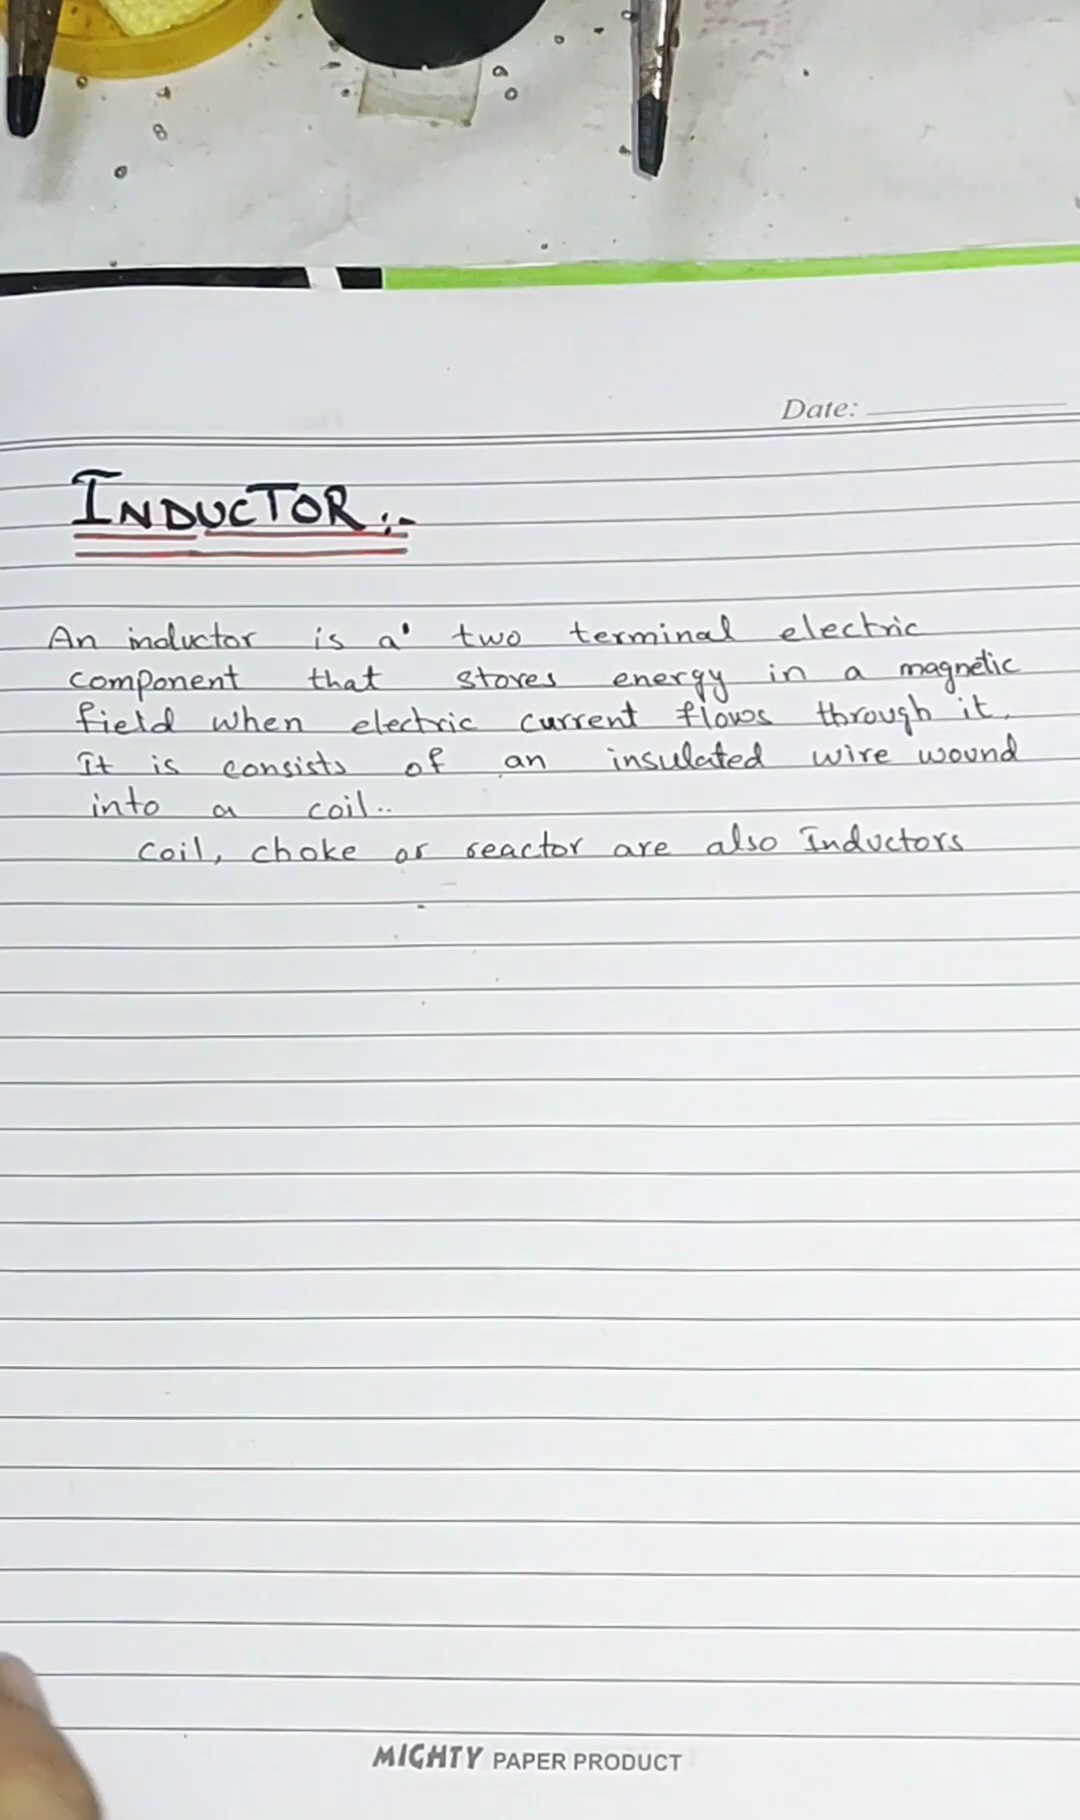 Date:
INDUCTOR :-
An inductor is a two terminal electric
component that stores energy in a magnetic
field when electric current flows through it.
It is consists of an insulated wire wound
into a coil..
coil, choke or reactor are also Inductors
MIGHTY PAPER PRODUCT